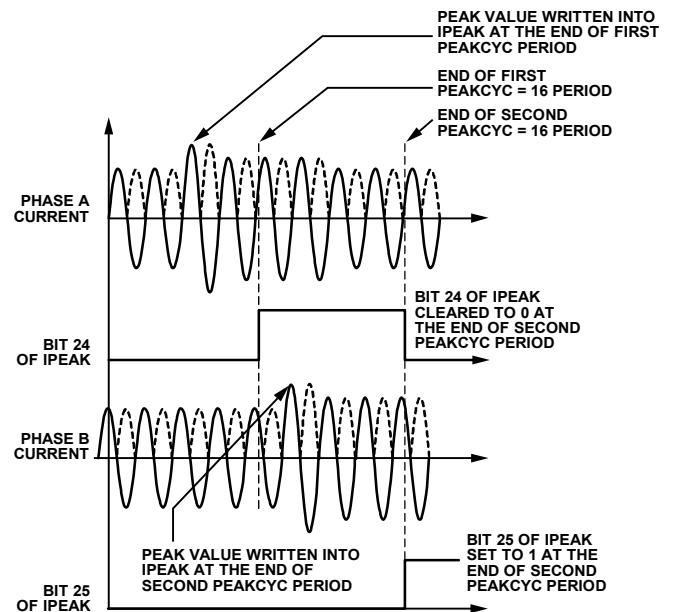 PEAK VALUE WRITTEN INTO
IPEAK AT THE END OF FIRST
PEAKCYC PERIOD
END OF FIRST
PEAKCYC = 16 PERIOD
END OF SECOND
PEAKCYC = 16 PERIOD
PHASE A
CURRENT
BIT 24 OF IPEAK
CLEARED TO 0 AT
THE END OF SECOND
PEAKCYC PERIOD
BIT 24
OF IPEAK
PHASE B
CURRENT
PEAK VALUE WRITTEN INTO
IPEAK AT THE END OF
SECOND PEAKCYC PERIOD
BIT 25 OF IPEAK
SET TO 1 AT THE
END OF SECOND
PEAKCYC PERIOD
BIT 25
OF IPEAK